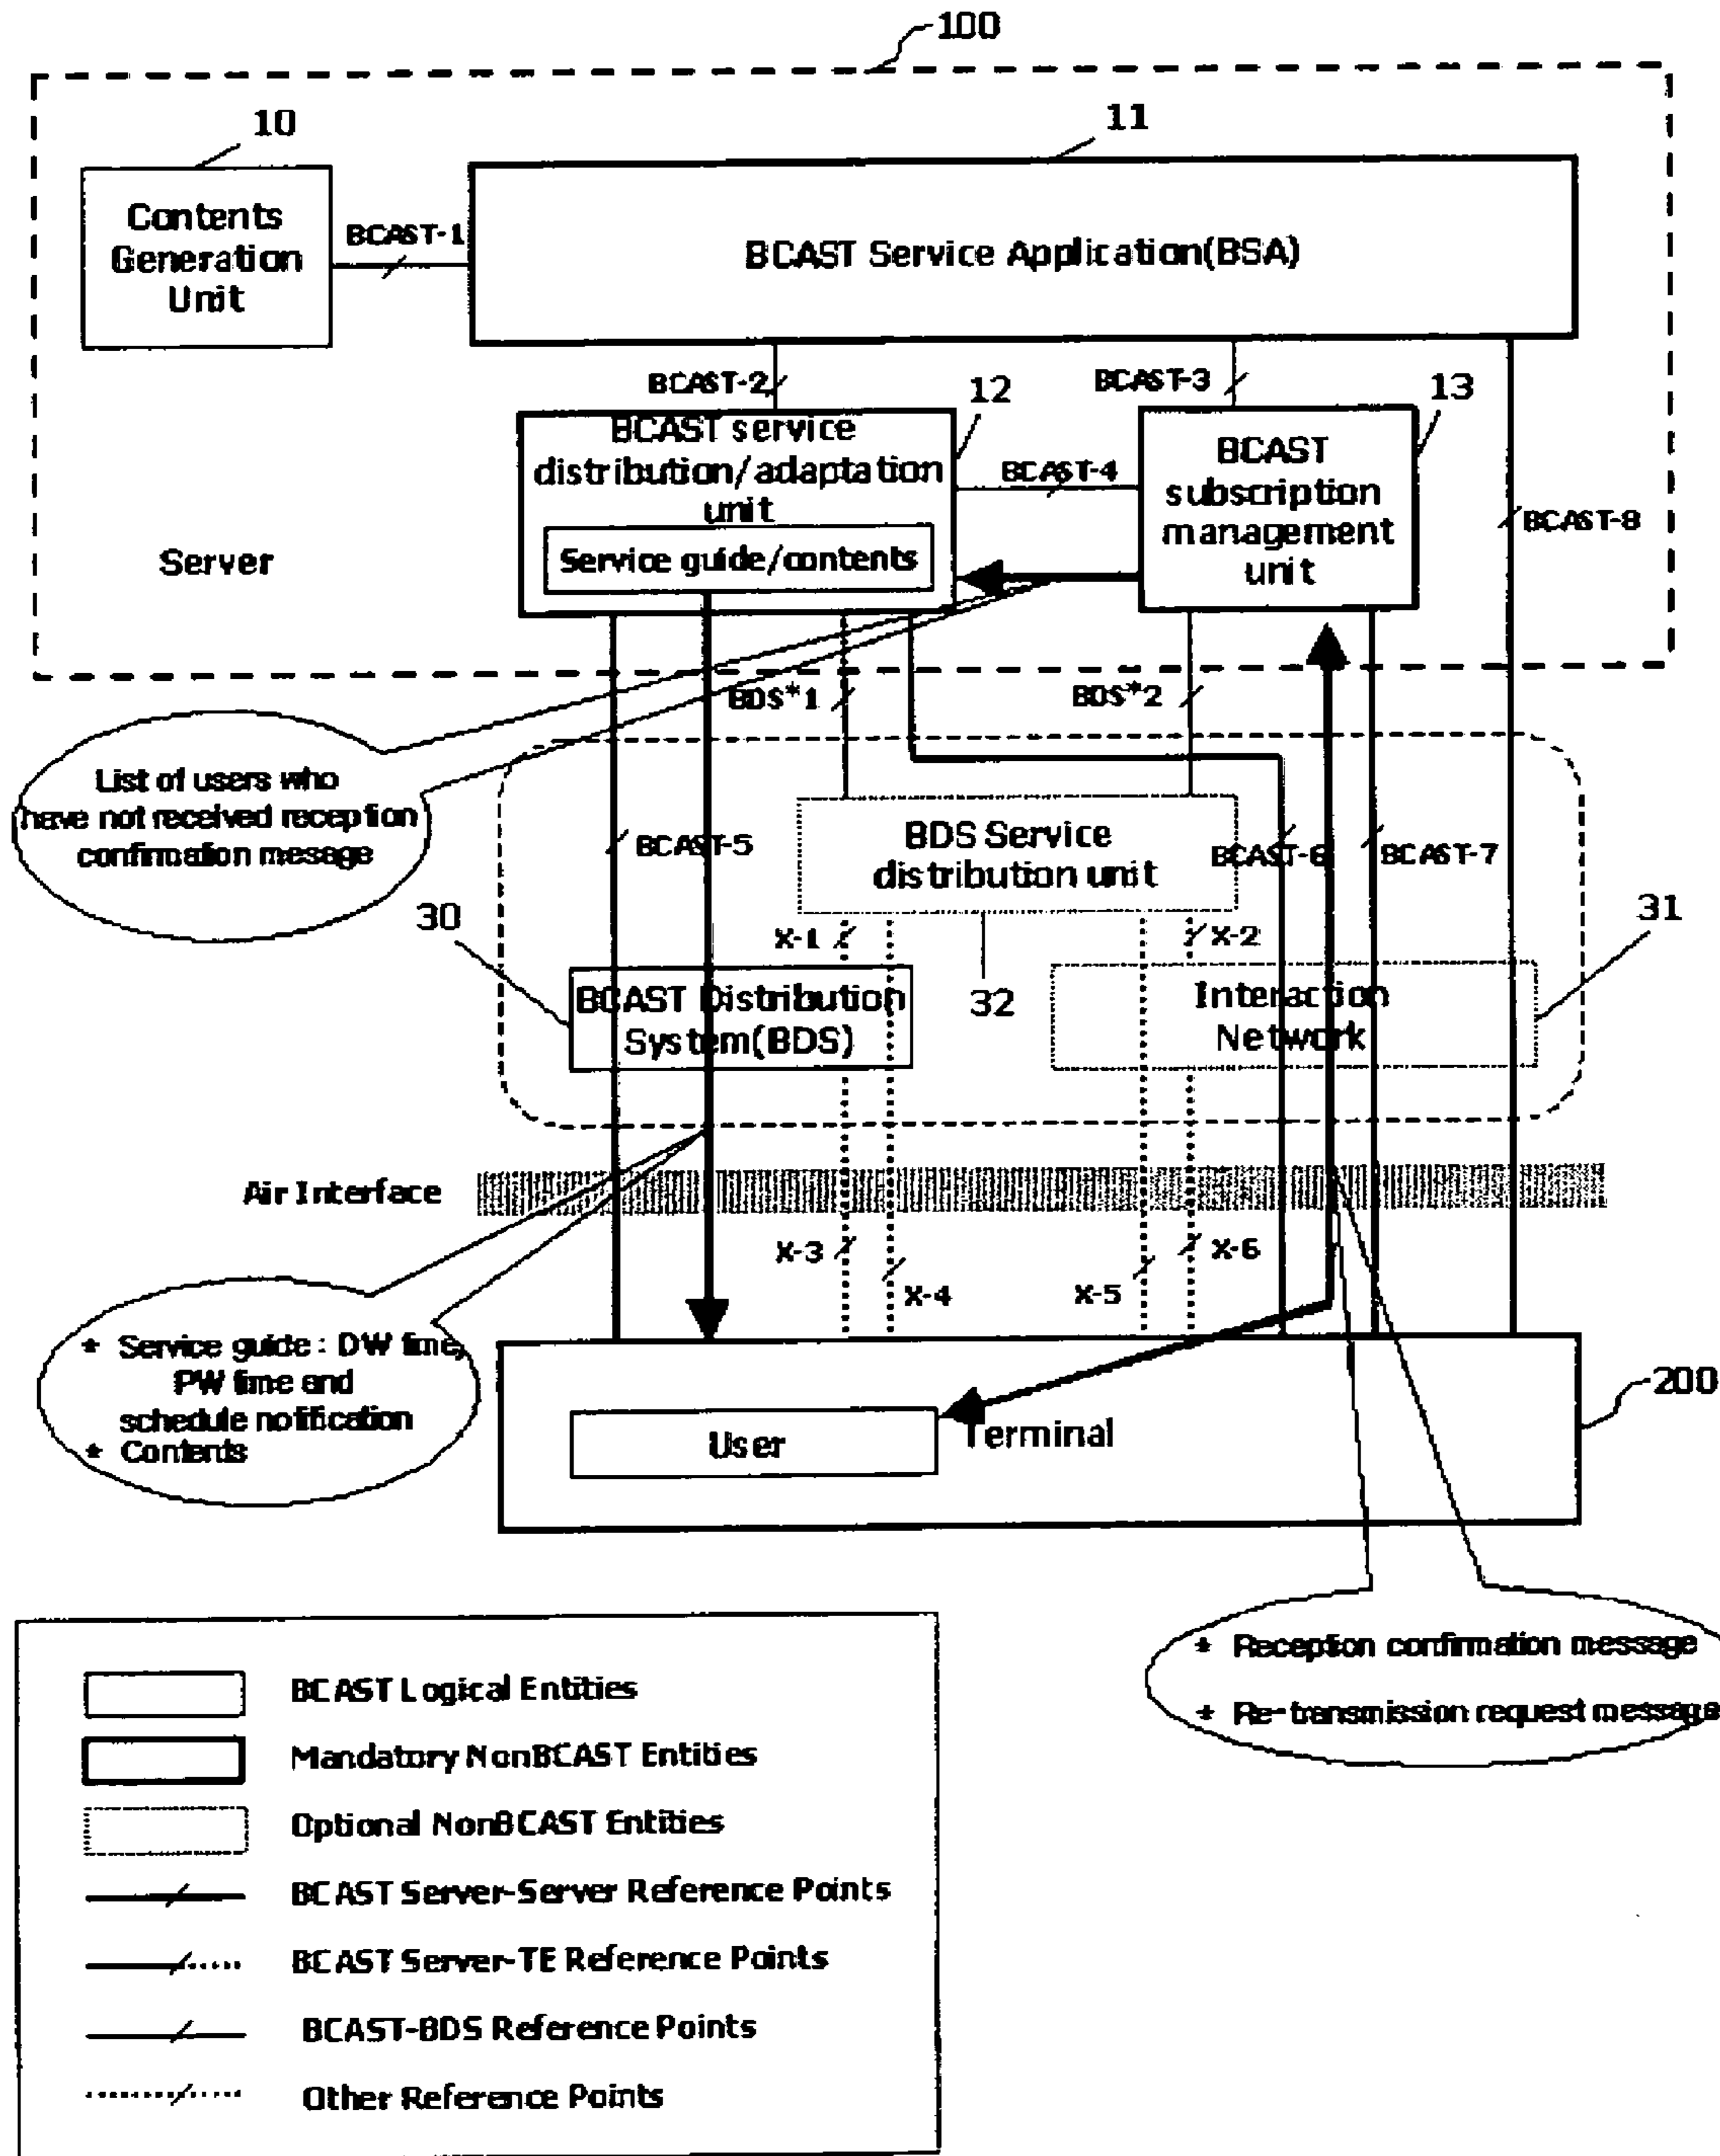 100
10
11
Contents
Generation
Unit
BCAST-1
BCAST Service Application(BSA)
BCAST-2
BCAST-3
12
13
BCAST service
distribution/adaptation
unit
Service guide/contents
BCAST-4
BCAST
subscription
management
unit
BCAST-8
Server
BDS*1
BDS*2
List of users who
have not received reception
confirmation mesage
BCAST-5
BDS Service
distribution unit
BCAST-6
BCAST-7
30
X-1
X-2
31
BCAST Distribution
System(BDS)
32
Interaction
Network
Air Interface
X-3
X-4
X-5
X-6
* Service guide : DW time,
PW time and
schedule notification
* Contents
200
User
Terminal
* Reception confirmation message
* Re-transmission request message
BCAST Logical Entities
Mandatory NonBCAST Entities
Optional NonBCAST Entities
BCAST Server-Server Reference Points
BCAST Server-TE Reference Points
BCAST-BDS Reference Points
Other Reference Points